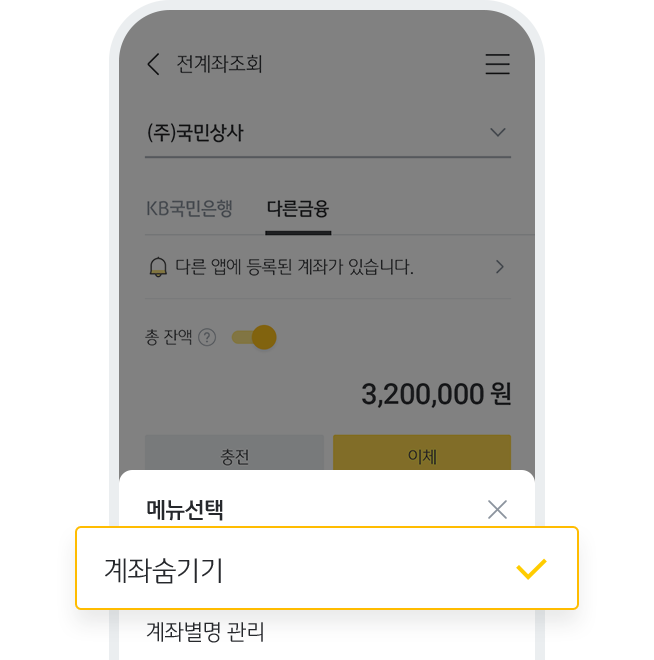 전계좌조회
(주)국민상사
KB국민은행 다른금융
다른 앱에 등록된 계좌가 있습니다.
총 잔액 ?
3,200,000 원
충전 이체
메뉴선택
계좌숨기기
계좌별명 관리